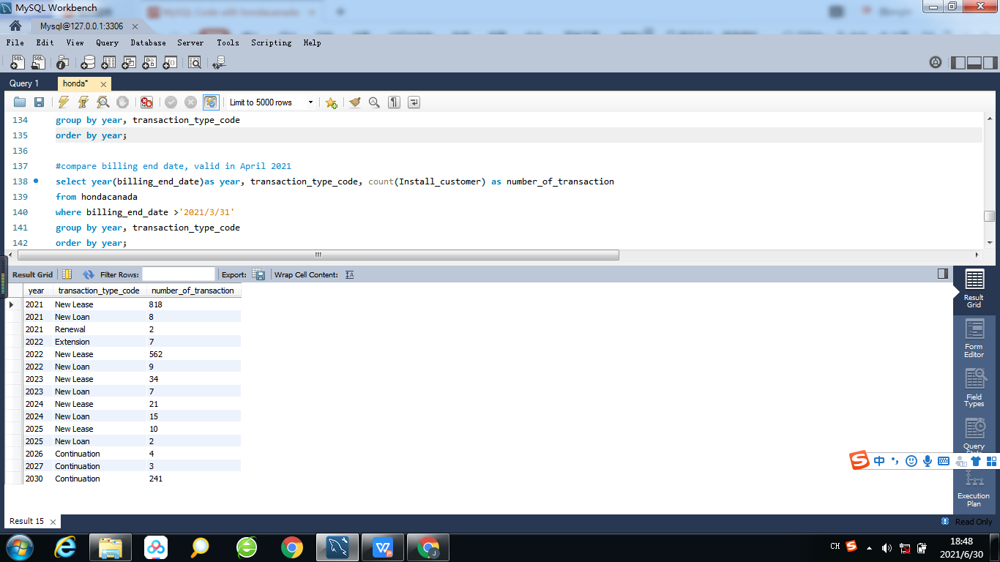 MySQL Workbench
Mysql@127.0.0.1:3306
File Edit View Query Database Server Tools Scripting Help
Query 1 honda*
Limit to 5000 rows
134 group by year, transaction_type_code
135 order by year;
136
137 #compare billing end date, valid in April 2021
138 select year(billing_end_date)as year, transaction_type_code, count(Install_customer) as number_of_transaction
139 from hondacanada
140 where billing_end_date >'2021/3/31'
141 group by year, transaction_type_code
142 order by year;
Result Grid Filter Rows: Export: Wrap Cell Content:
year transaction_type_code number_of_transaction
2021 New Lease 818
2021 New Loan 8
2021 Renewal 2
2022 Extension 7
2022 New Lease 562
2022 New Loan 9
2023 New Lease 34
2023 New Loan 7
2024 New Lease 21
2024 New Loan 15
2025 New Lease 10
2025 New Loan 2
2026 Continuation 4
2027 Continuation 3
2030 Continuation 241
Result Grid
Form Editor
Field Types
Query
中
Execution Plan
Result 15
Read Only
CH
18:48
2021/6/30